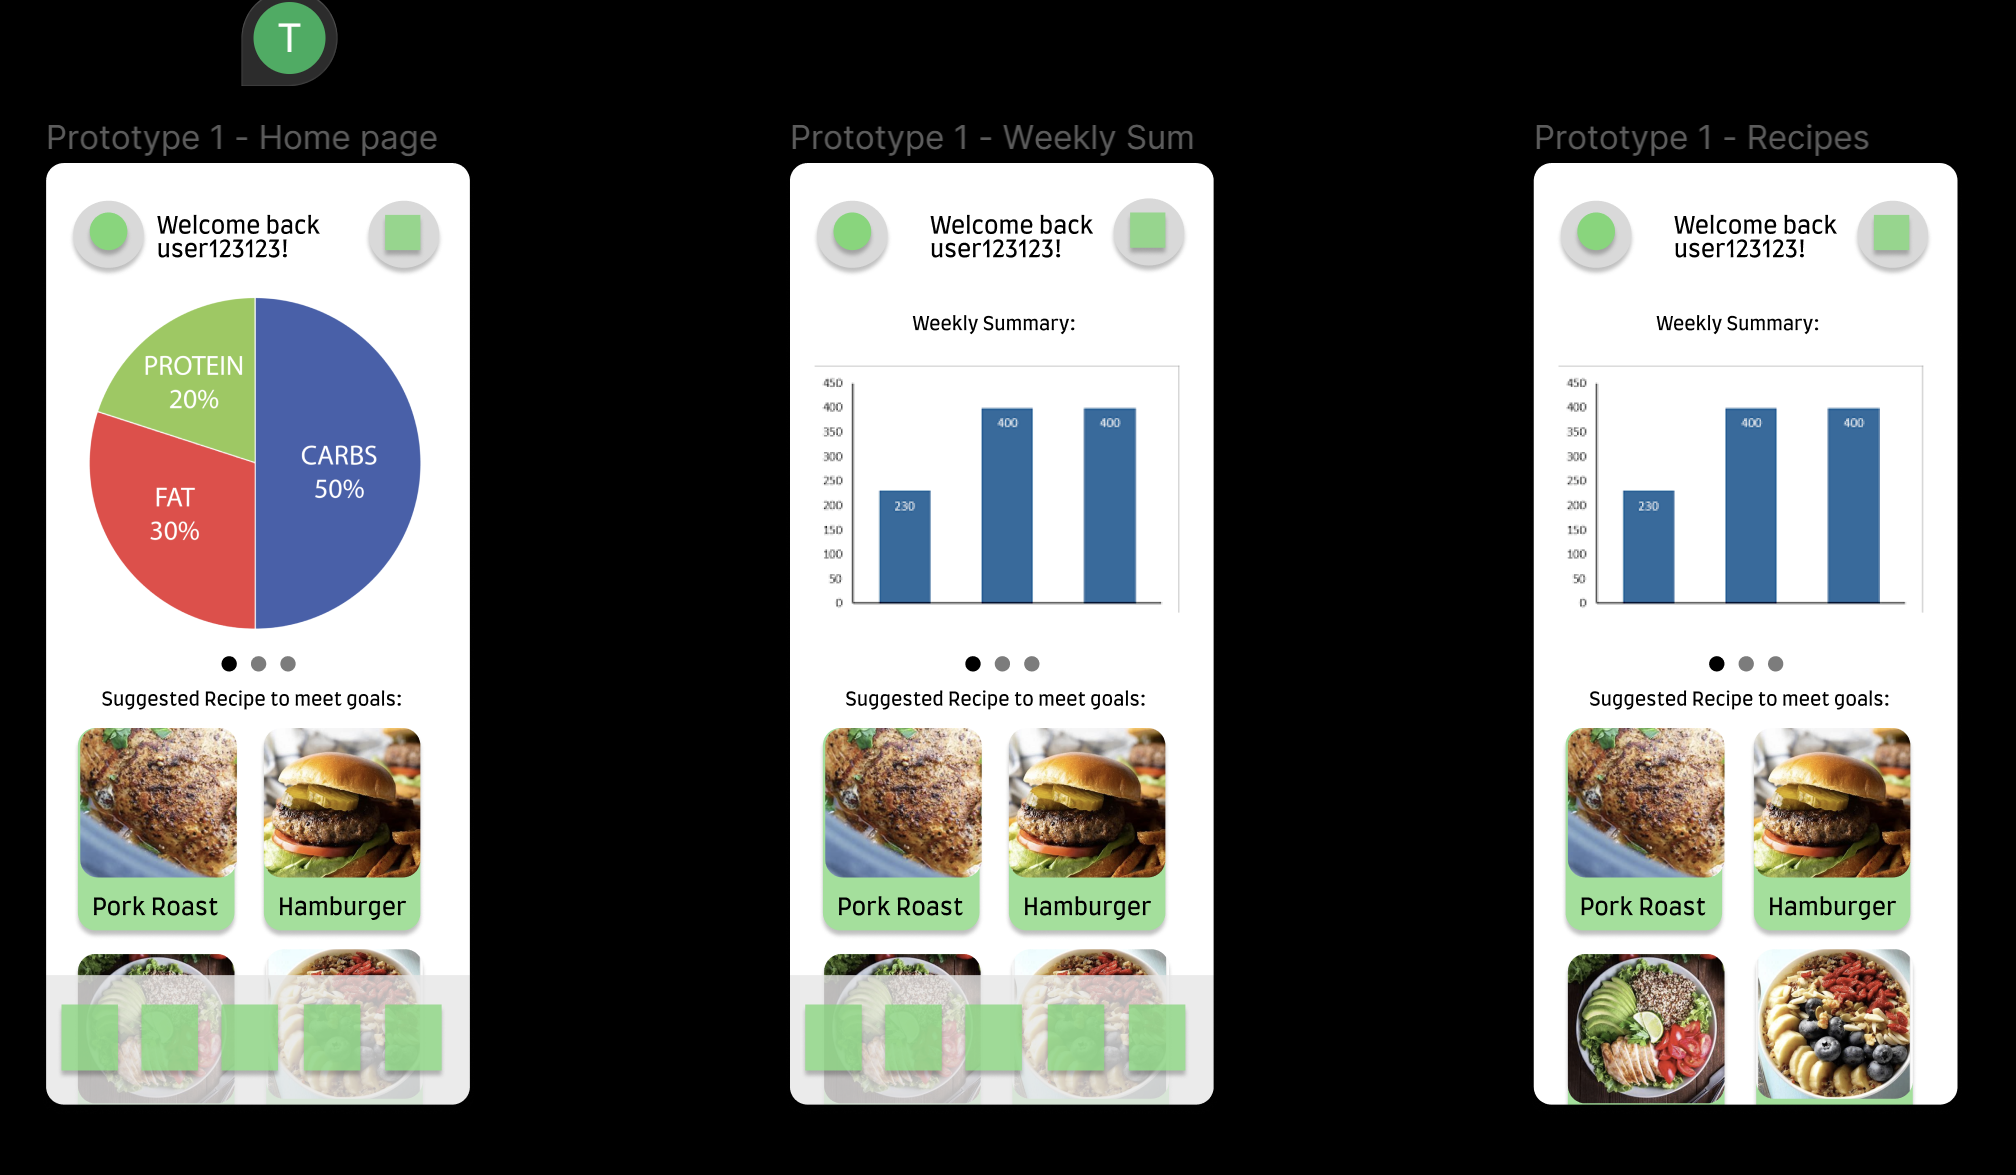 T
Prototype 1 - Home page
Welcome back
user123123!
PROTEIN
20%
CARBS
50%
FAT
30%
Suggested Recipe to meet goals:
Pork Roast
Hamburger
Prototype 1 - Weekly Sum
Welcome back
user123123!
Weekly Summary:
450
400
350
300
250
200
150
100
50
0
230
400
400
Suggested Recipe to meet goals:
Pork Roast
Hamburger
Prototype 1 - Recipes
Welcome back
user123123!
Weekly Summary:
450
400
350
300
250
200
150
100
50
0
230
400
400
Suggested Recipe to meet goals:
Pork Roast
Hamburger